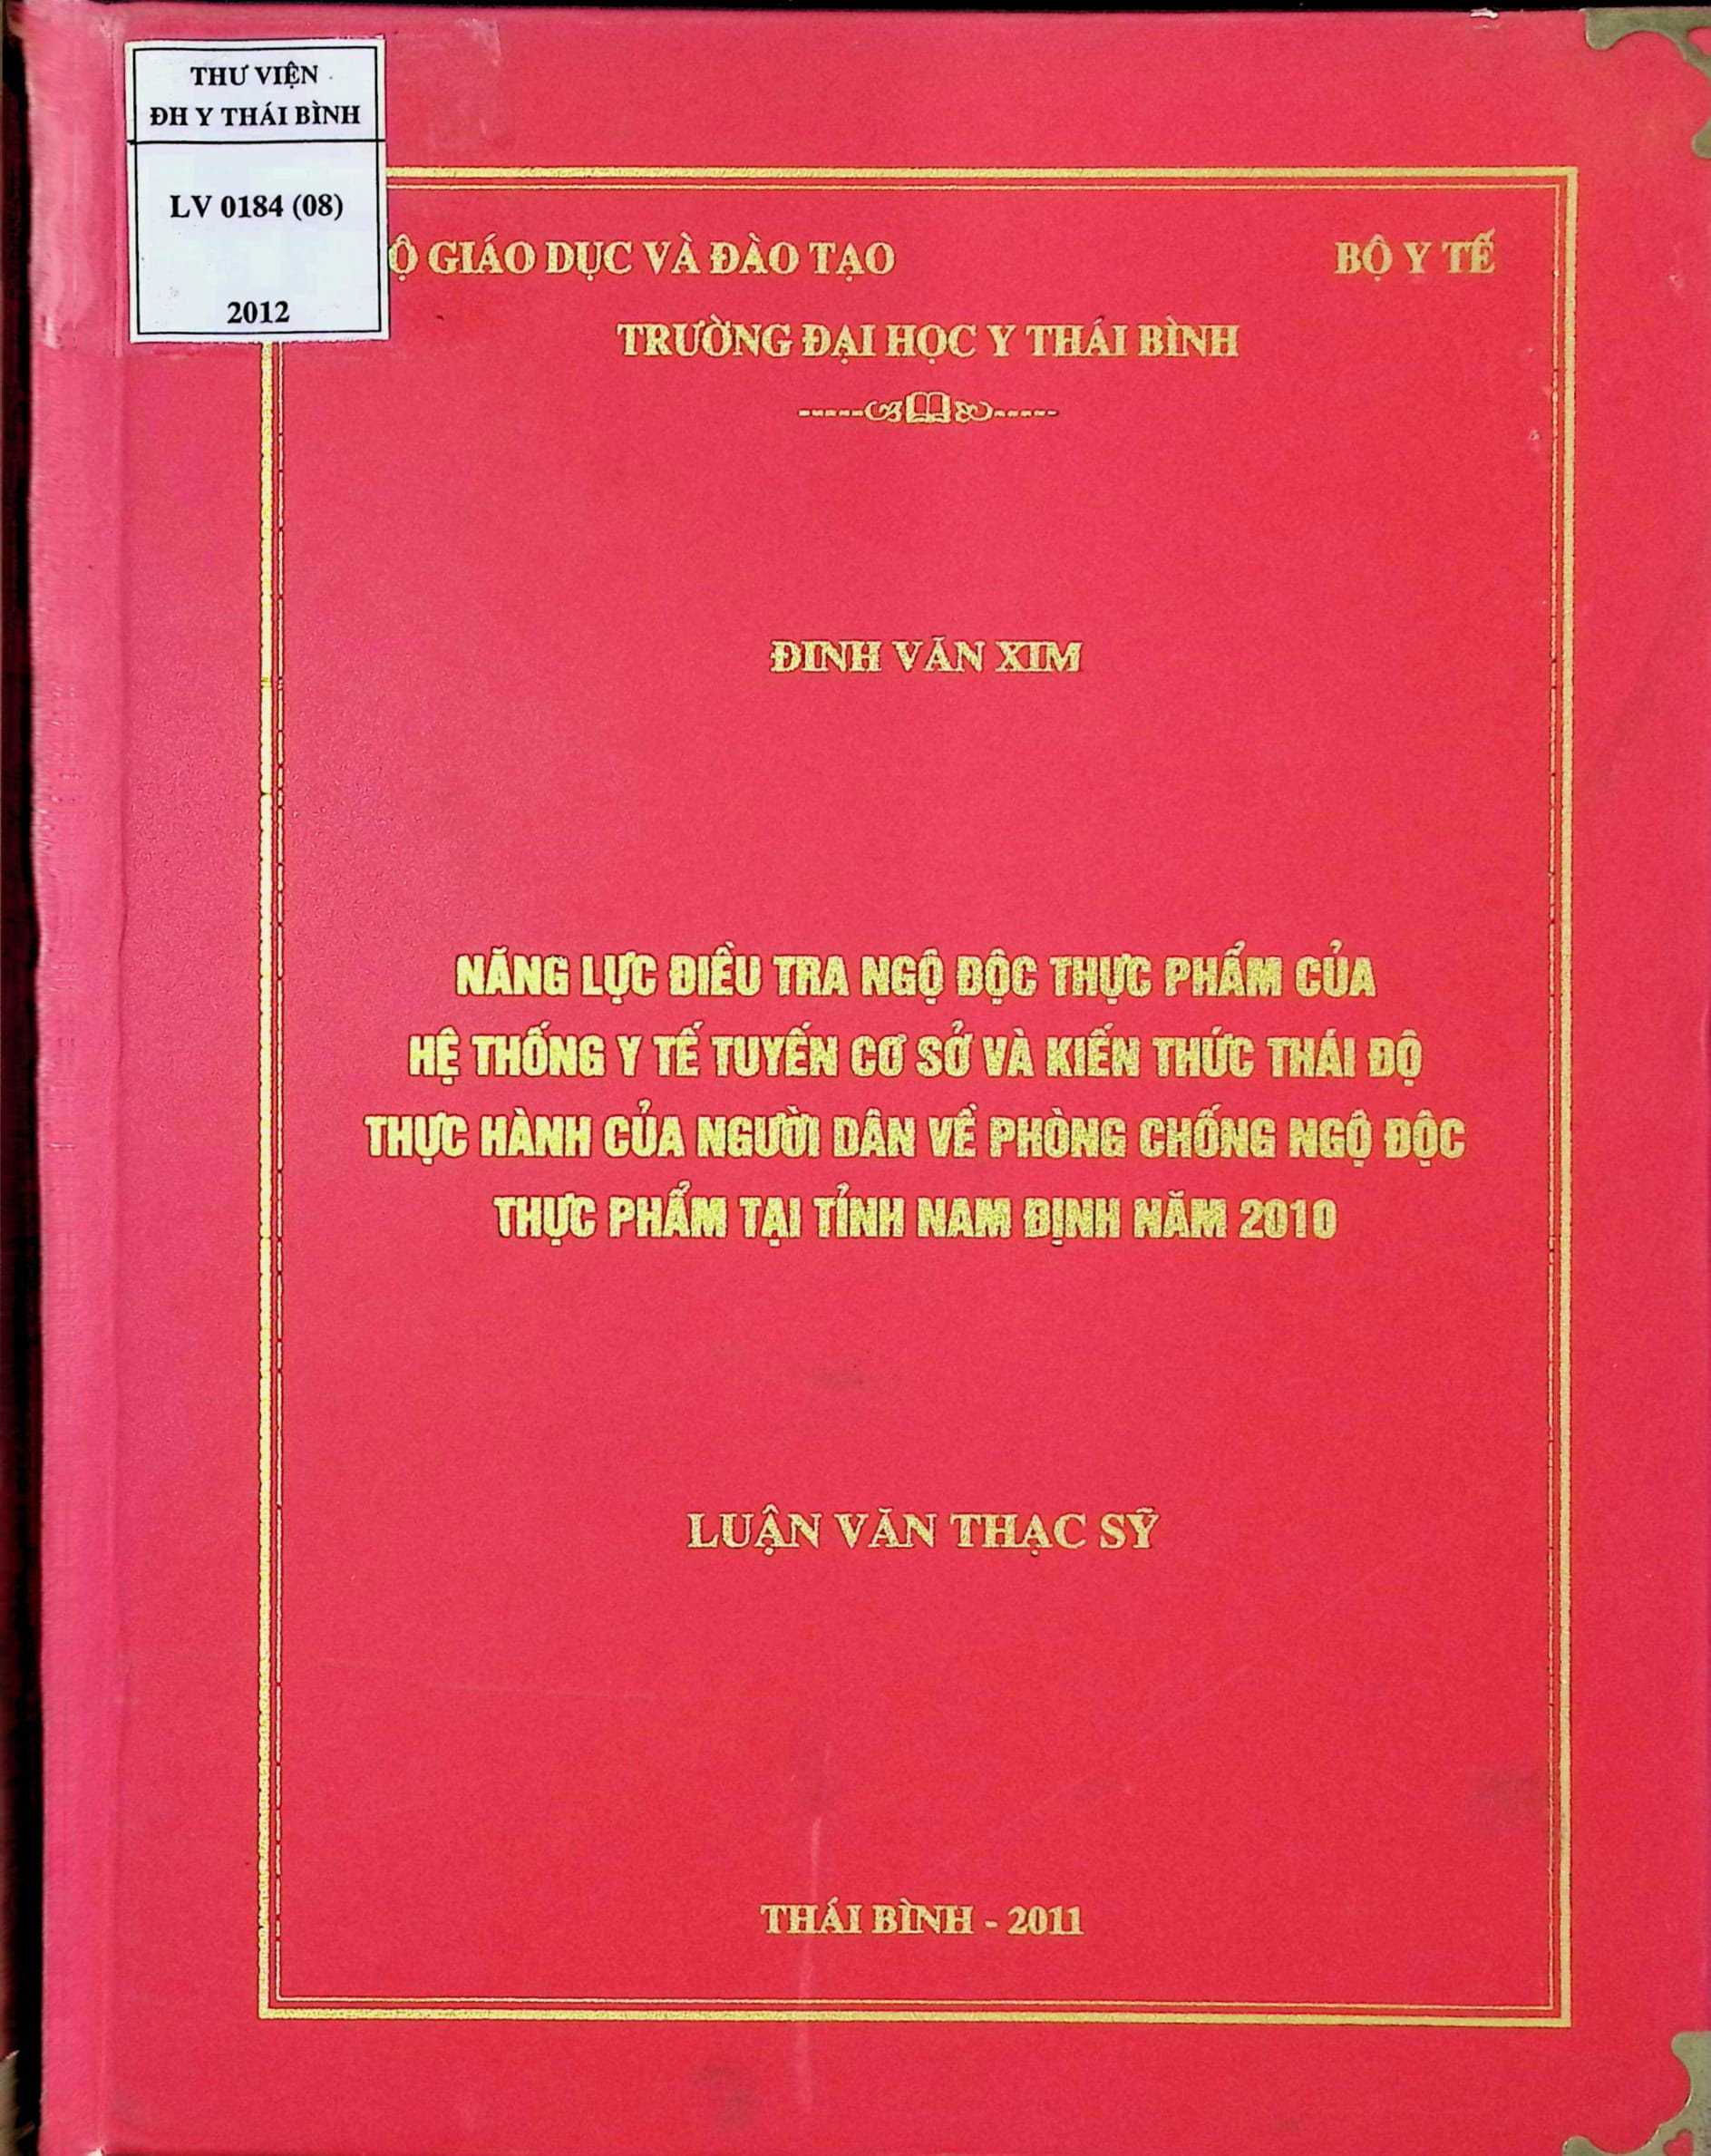 THƯ VIỆN
ĐH Y THÁI BÌNH
LV 0184 (08)
2012
Ộ GIÁO DỤC VÀ ĐÀO TẠO BỘ Y TẾ
TRƯỜNG ĐẠI HỌC Y THÁI BÌNH
ĐINH VĂN XIM
NĂNG LỰC ĐIỀU TRA NGỘ ĐỘC THỰC PHẨM CỦA
HỆ THỐNG Y TẾ TUYẾN CƠ SỞ VÀ KIẾN THỨC THÁI ĐỘ
THỰC HÀNH CỦA NGƯỜI DÂN VỀ PHÒNG CHỐNG NGỘ ĐỘC
THỰC PHẨM TẠI TỈNH NAM ĐỊNH NĂM 2010
LUẬN VĂN THẠC SỸ
THÁI BÌNH - 2011